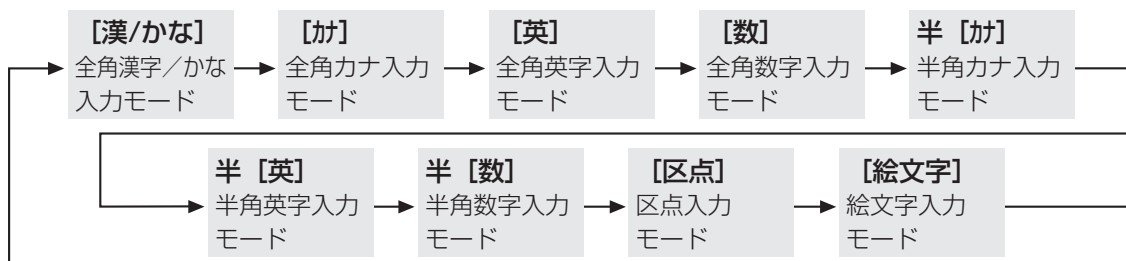 [漢/かな]
全角漢字／かな
入力モード
[ｶﾅ]
全角カナ入力
モード
[英]
全角英字入力
モード
[数]
全角数字入力
モード
半 [ｶﾅ]
半角カナ入力
モード
半 [英]
半角英字入力
モード
半 [数]
半角数字入力
モード
[区点]
区点入力
モード
[絵文字]
絵文字入力
モード